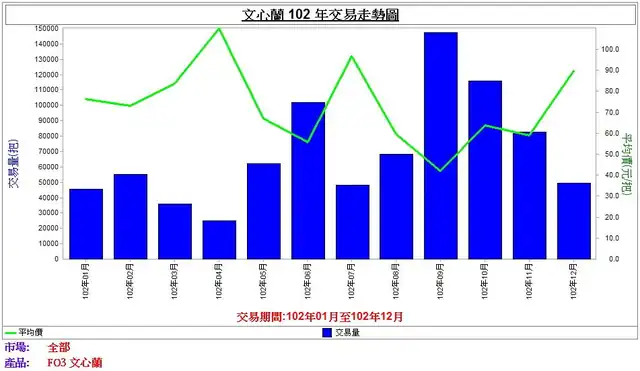 文心蘭 102 年交易走勢圖
交易量(把)
150000
140000
130000
120000
110000
100000
90000
80000
70000
60000
50000
40000
30000
20000
10000
0
平均價(元/把)
100.0
90.0
80.0
70.0
60.0
50.0
40.0
30.0
20.0
10.0
0.0
102年01月
102年02月
102年03月
102年04月
102年05月
102年06月
102年07月
102年08月
102年09月
102年10月
102年11月
102年12月
交易期間:102年01月至102年12月
平均價 交易量
市場: 全部
產品: FO3 文心蘭